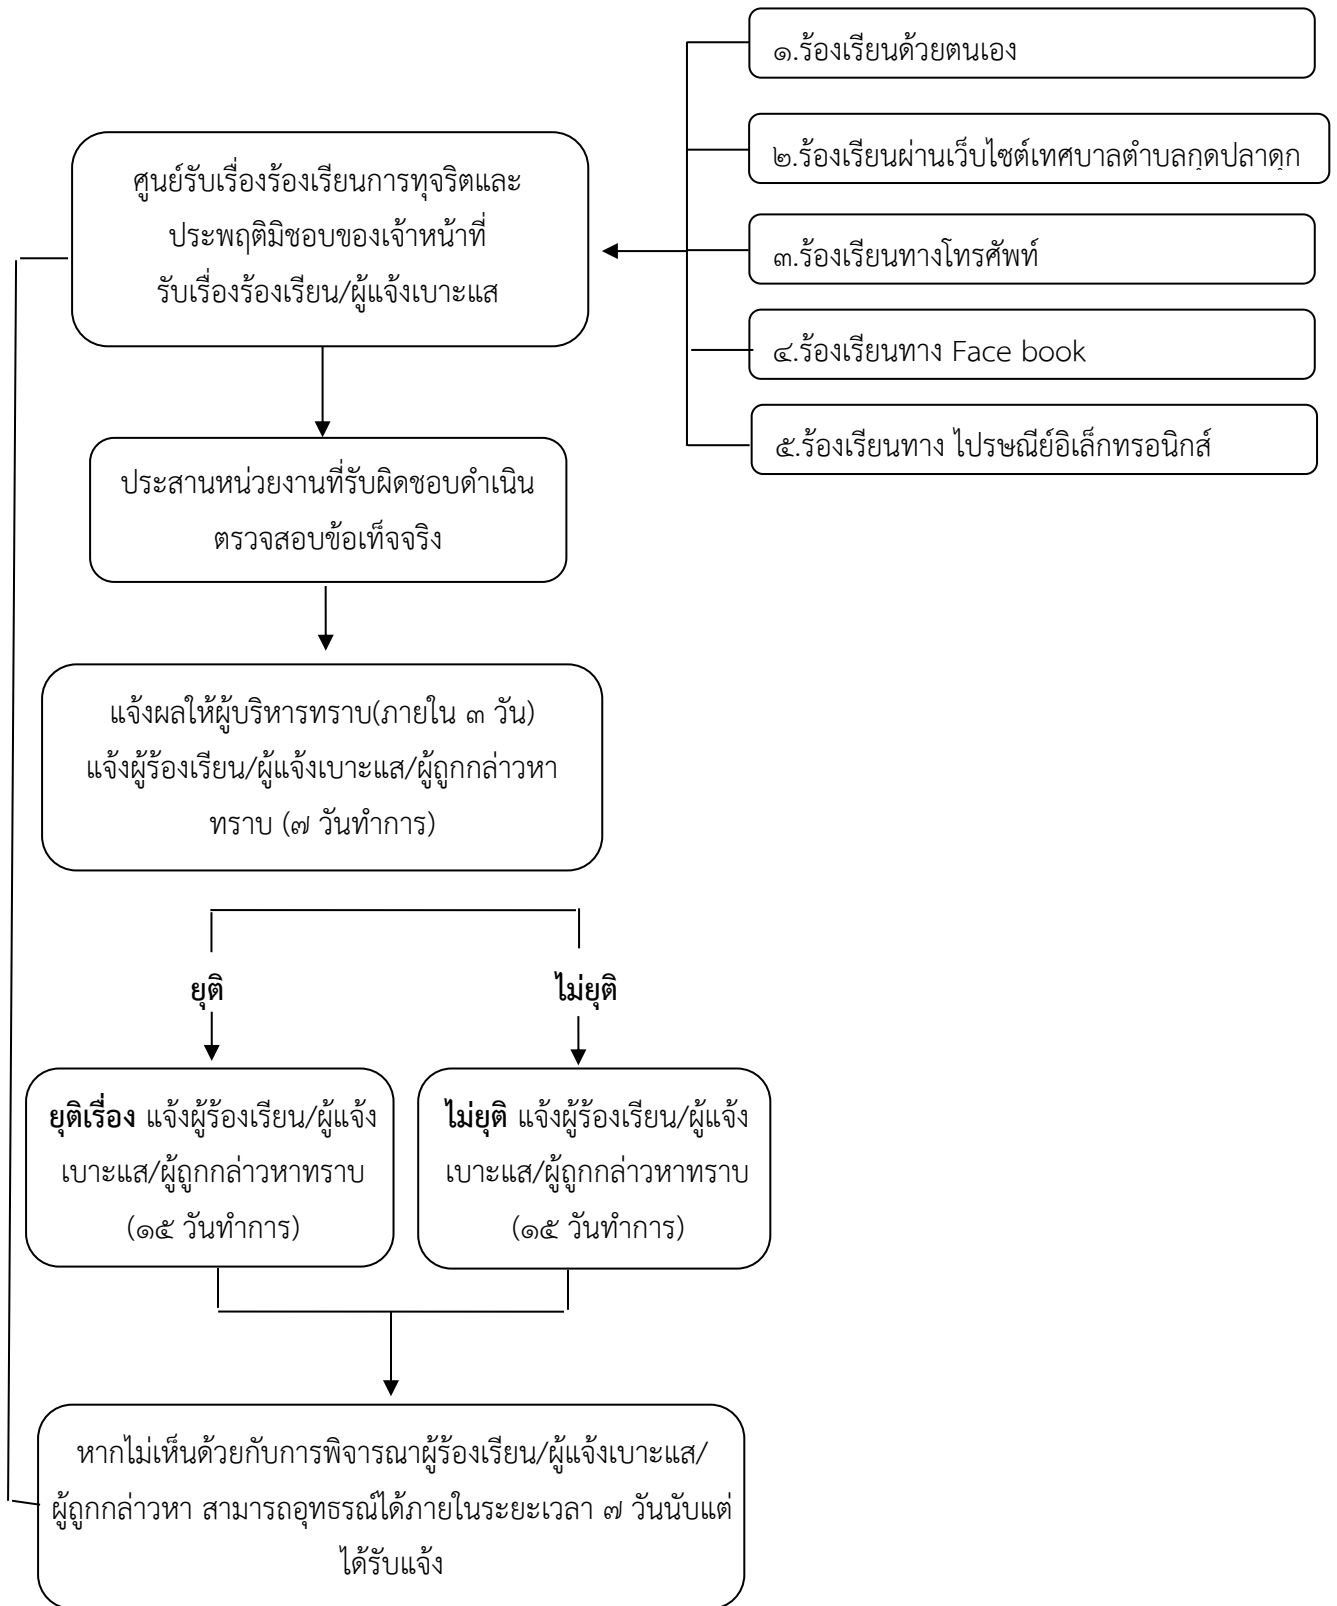 ๑.ร้องเรียนด้วยตนเอง
๒.ร้องเรียนผ่านเว็บไซต์เทศบาลตำบลกุดปลาดุก
๓.ร้องเรียนทางโทรศัพท์
๔.ร้องเรียนทาง Face book
๕.ร้องเรียนทาง ไปรษณีย์อิเล็กทรอนิกส์
ศูนย์รับเรื่องร้องเรียนการทุจริตและ
ประพฤติมิชอบของเจ้าหน้าที่
รับเรื่องร้องเรียน/ผู้แจ้งเบาะแส
ประสานหน่วยงานที่รับผิดชอบดำเนิน
ตรวจสอบข้อเท็จจริง
แจ้งผลให้ผู้บริหารทราบ(ภายใน ๓ วัน)
แจ้งผู้ร้องเรียน/ผู้แจ้งเบาะแส/ผู้ถูกกล่าวหา
ทราบ (๗ วันทำการ)
ยุติ
ไม่ยุติ
ยุติเรื่อง แจ้งผู้ร้องเรียน/ผู้แจ้ง
เบาะแส/ผู้ถูกกล่าวหาทราบ
(๑๕ วันทำการ)
ไม่ยุติ แจ้งผู้ร้องเรียน/ผู้แจ้ง
เบาะแส/ผู้ถูกกล่าวหาทราบ
(๑๕ วันทำการ)
หากไม่เห็นด้วยกับการพิจารณาผู้ร้องเรียน/ผู้แจ้งเบาะแส/
ผู้ถูกกล่าวหา สามารถอุทธรณ์ได้ภายในระยะเวลา ๗ วันนับแต่
ได้รับแจ้ง